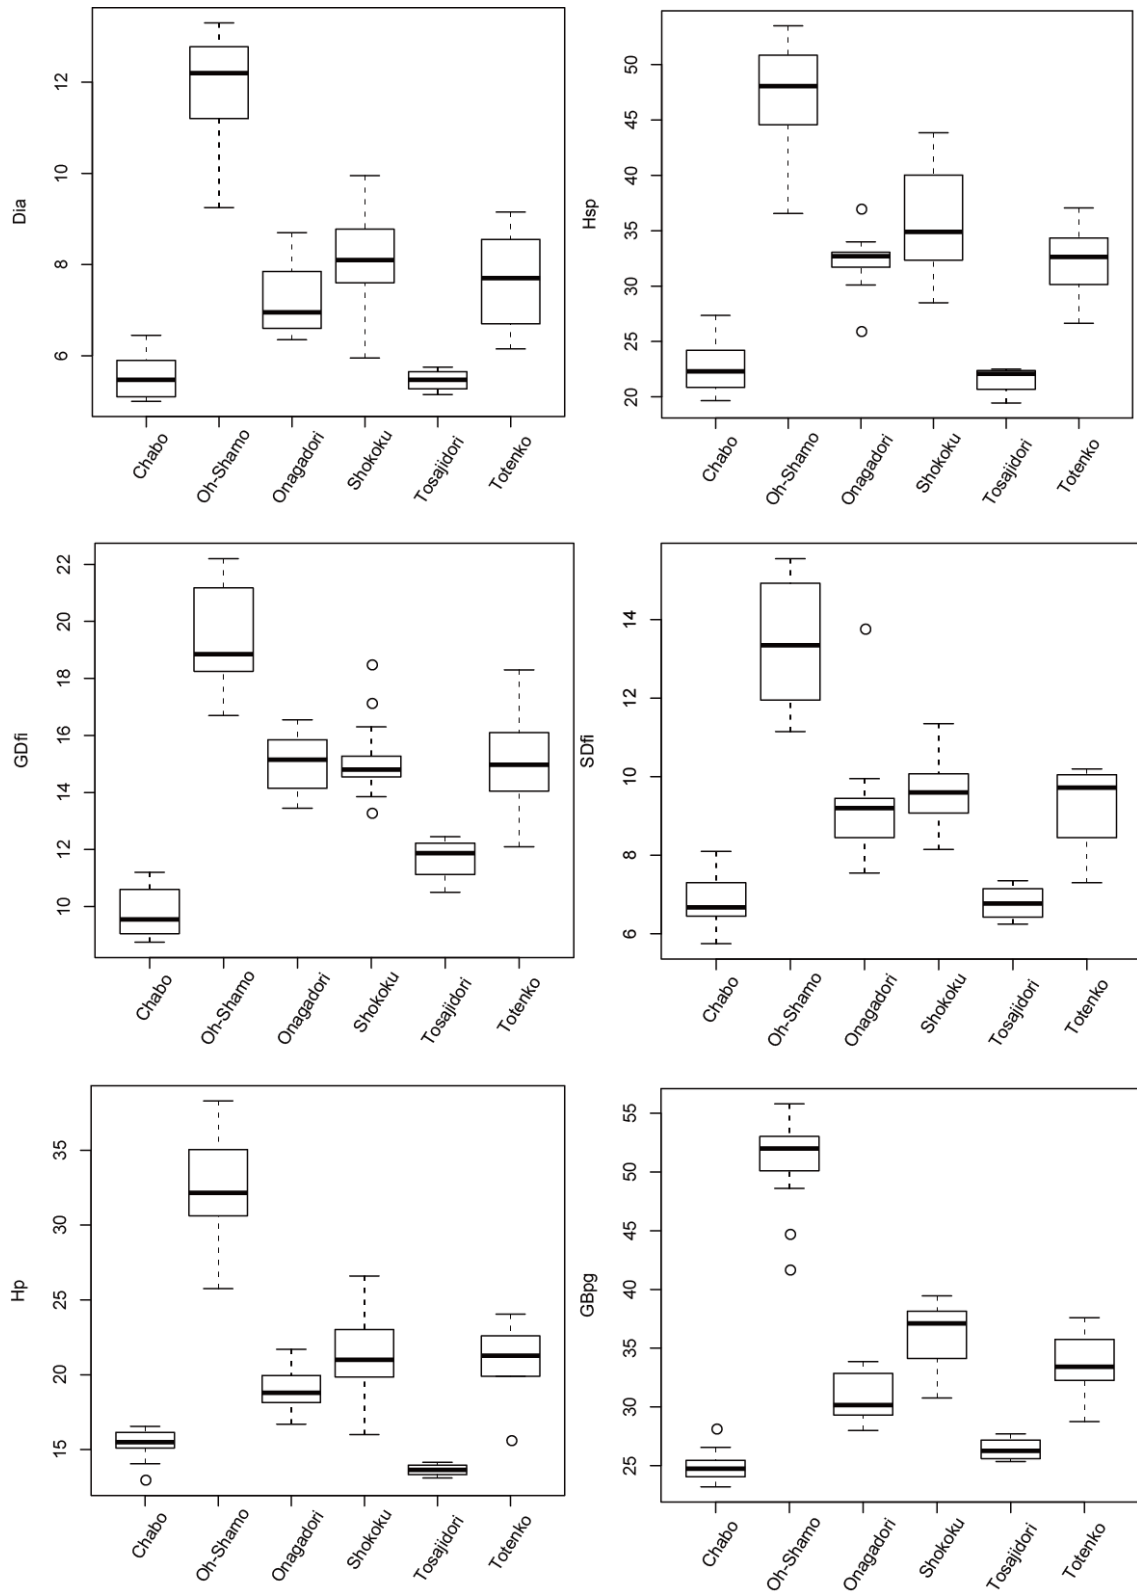 Dia
12
10
8
6
Chabo
Oh-Shamo
Onagadori
Shokoku
Tosajidori
Totenko
Hsp
50
45
40
35
30
25
20
Chabo
Oh-Shamo
Onagadori
Shokoku
Tosajidori
Totenko
GDfi
22
20
18
16
14
12
10
Chabo
Oh-Shamo
Onagadori
Shokoku
Tosajidori
Totenko
SDfi
14
12
10
8
6
Chabo
Oh-Shamo
Onagadori
Shokoku
Tosajidori
Totenko
Hp
35
30
25
20
15
Chabo
Oh-Shamo
Onagadori
Shokoku
Tosajidori
Totenko
GBpg
55
50
45
40
35
30
25
Chabo
Oh-Shamo
Onagadori
Shokoku
Tosajidori
Totenko